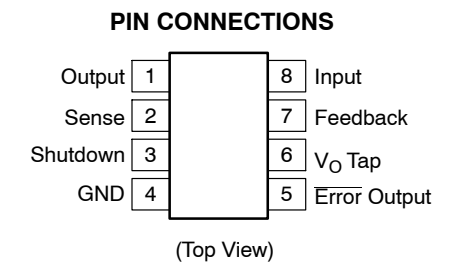 PIN CONNECTIONS
Output 1 8 Input
Sense 2 7 Feedback
Shutdown 3 6 VO Tap
GND 4 5 Error Output
(Top View)